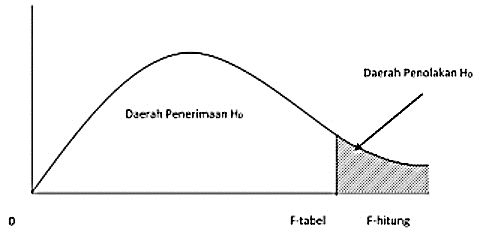 Daerah Penolakan H₀
Daerah Penerimaan H₀
0
F-tabel
F-hitung